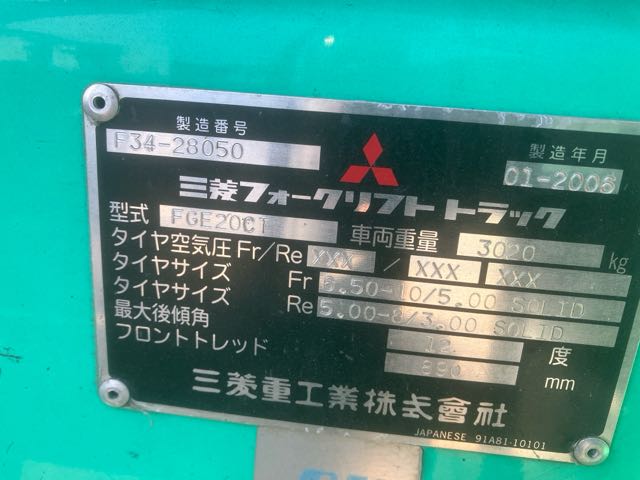 製造番号
F34-28050
製造年月
01-2006
三菱フォークリフトトラック
型式 FGE20CT 車両重量 3020 kg
タイヤ空気圧 Fr/Re XXX / XXX XXX
タイヤサイズ Fr 6.50-10/5.00 SOLID
タイヤサイズ Re 5.00-8/3.00 SOLID
最大後傾角 12 度
フロントトレッド 890 mm
三菱重工業株式會社
JAPANESE 91A81-10101